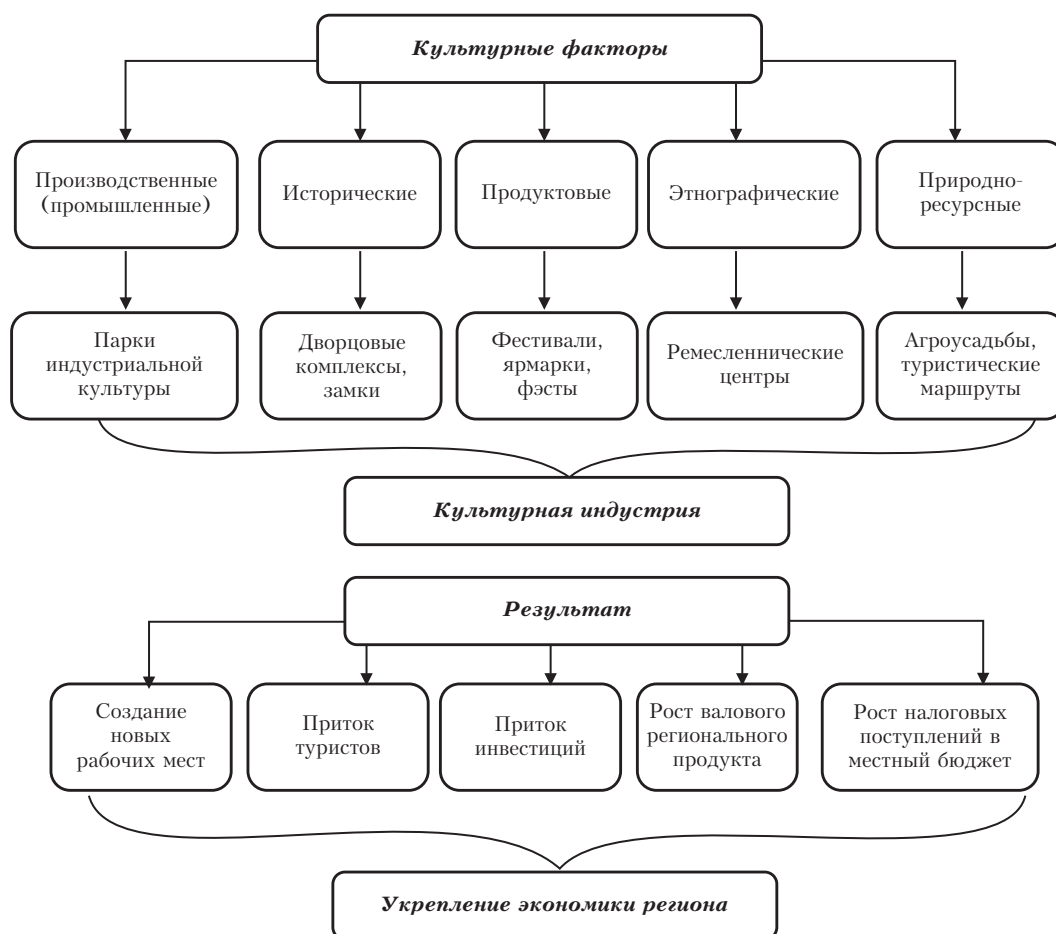 Культурные факторы
Производственные
(промышленные)
Исторические
Продуктовые
Этнографические
Природно-
ресурсные
Парки
индустриальной
культуры
Дворцовые
комплексы,
замки
Фестивали,
ярмарки,
фэсты
Ремесленнические
центры
Агроусадьбы,
туристические
маршруты
Культурная индустрия
Результат
Создание
новых
рабочих мест
Приток
туристов
Приток
инвестиций
Рост валового
регионального
продукта
Рост налоговых
поступлений в
местный бюджет
Укрепление экономики региона